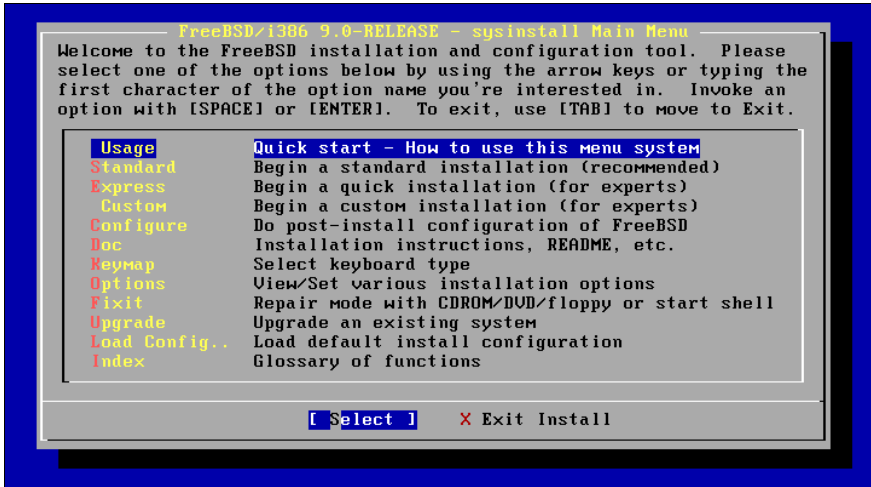 FreeBSD/i386 9.0-RELEASE - sysinstall Main Menu
Welcome to the FreeBSD installation and configuration tool.  Please
select one of the options below by using the arrow keys or typing the
first character of the option name you're interested in.  Invoke an
option with [SPACE] or [ENTER].  To exit, use [TAB] to move to Exit.
Usage Quick start - How to use this menu system
Standard Begin a standard installation (recommended)
Express Begin a quick installation (for experts)
Custom Begin a custom installation (for experts)
Configure Do post-install configuration of FreeBSD
Doc Installation instructions, README, etc.
Keymap Select keyboard type
Options View/Set various installation options
Fixit Repair mode with CDROM/DVD/floppy or start shell
Upgrade Upgrade an existing system
Load Config.. Load default install configuration
Index Glossary of functions
[ Select ] X Exit Install